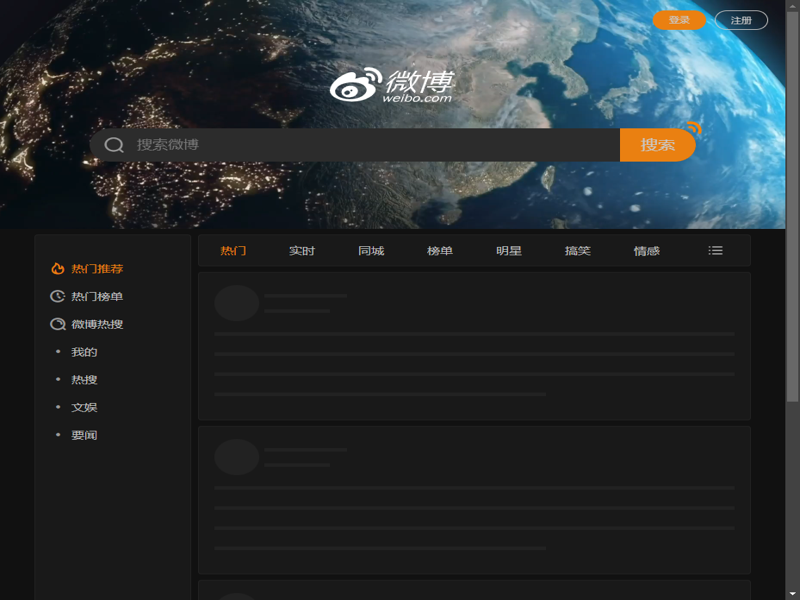 登录
注册
微博
weibo.com
搜索微博
搜索
热门
实时
同城
榜单
明星
搞笑
情感
热门推荐
热门榜单
微博热搜
我的
热搜
文娱
要闻